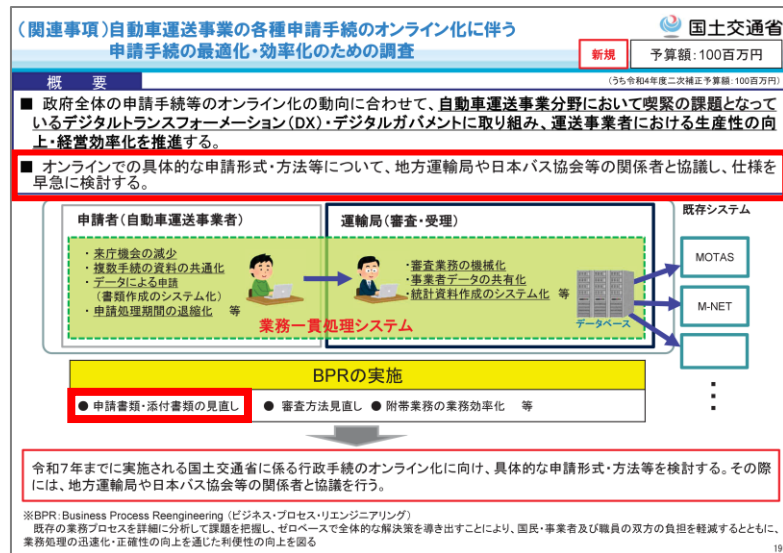 （関連事項）自動車運送事業の各種申請手続のオンライン化に伴う
申請手続の最適化・効率化のための調査
国土交通省
新規
予算額：100百万円
（うち令和4年度二次補正予算額：100百万円）
概　要
■ 政府全体の申請手続等のオンライン化の動向に合わせて、自動車運送事業分野において喫緊の課題となって
いるデジタルトランスフォーメーション（DX）・デジタルガバメントに取り組み、運送事業者における生産性の向
上・経営効率化を推進する。
■ オンラインでの具体的な申請形式・方法等について、地方運輸局や日本バス協会等の関係者と協議し、仕様を
早急に検討する。
申請者（自動車運送事業者）
・来庁機会の減少
・複数手続の資料の共通化
・データによる申請
（書類作成のシステム化）
・申請処理期間の退縮化　等
運輸局（審査・受理）
・審査業務の機械化
・事業者データの共有化
・統計資料作成のシステム化　等
データベース
業務一貫処理システム
既存システム
MOTAS
M-NET
BPRの実施
● 申請書類・添付書類の見直し　● 審査方法見直し　● 附帯業務の業務効率化　等
令和７年までに実施される国土交通省に係る行政手続のオンライン化に向け、具体的な申請形式・方法等を検討する。その際
には、地方運輸局や日本バス協会等の関係者と協議を行う。
※BPR：Business Process Reengineering （ビジネス・プロセス・リエンジニアリング）
既存の業務プロセスを詳細に分析して課題を把握し、ゼロベースで全体的な解決策を導き出すことにより、国民・事業者及び職員の双方の負担を軽減するとともに、
業務処理の迅速化・正確性の向上を通じた利便性の向上を図る
19